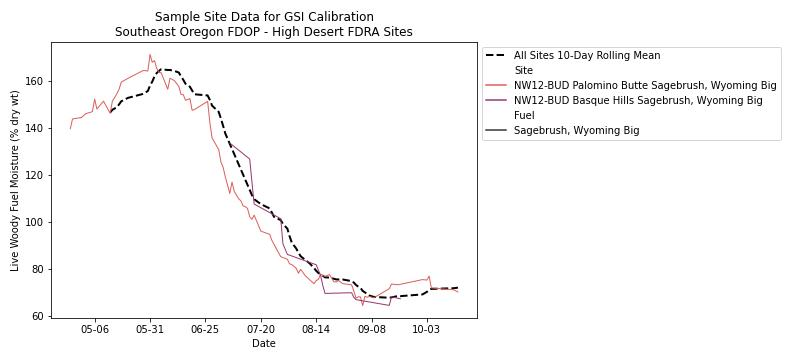 Sample Site Data for GSI Calibration
Southeast Oregon FDOP - High Desert FDRA Sites
Live Woody Fuel Moisture (% dry wt)
160
140
120
100
80
60
05-06
05-31
06-25
07-20
08-14
09-08
10-03
Date
All Sites 10-Day Rolling Mean
Site
NW12-BUD Palomino Butte Sagebrush, Wyoming Big
NW12-BUD Basque Hills Sagebrush, Wyoming Big
Fuel
Sagebrush, Wyoming Big